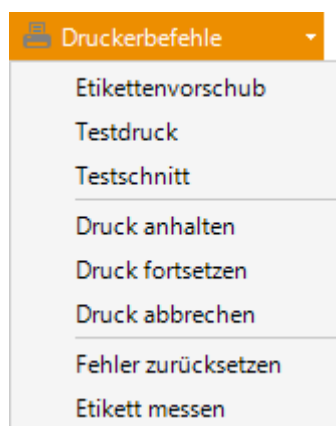 Druckerbefehle
Etikettenvorschub
Testdruck
Testschnitt
Druck anhalten
Druck fortsetzen
Druck abbrechen
Fehler zurücksetzen
Etikett messen